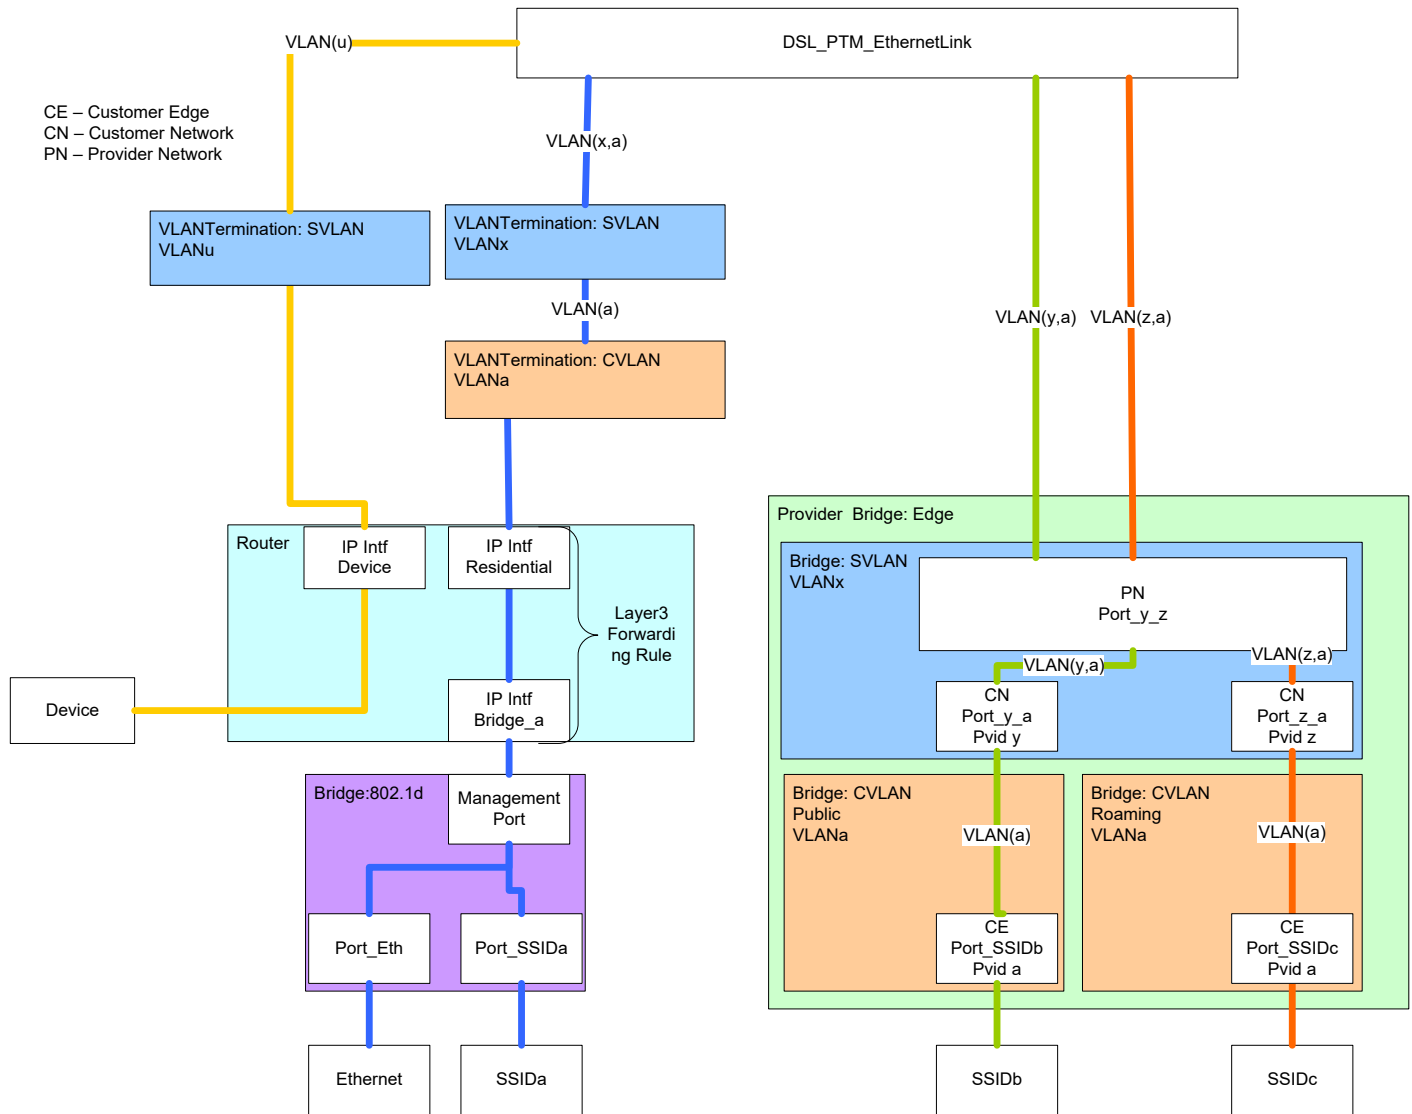 DSL_PTM_EthernetLink
VLAN(u)
CE – Customer Edge
CN – Customer Network
PN – Provider Network
VLAN(x,a)
VLANTermination: SVLAN
VLANu
VLANTermination: SVLAN
VLANx
VLAN(a)
VLAN(y,a)
VLAN(z,a)
VLANTermination: CVLAN
VLANa
Router
IP Intf
Device
IP Intf
Residential
Layer3
Forwardi
ng Rule
IP Intf
Bridge_a
Device
Bridge:802.1d
Management
Port
Port_Eth
Port_SSIDa
Ethernet
SSIDa
Provider  Bridge: Edge
Bridge: SVLAN
VLANx
PN
Port_y_z
VLAN(y,a)
VLAN(z,a)
CN
Port_y_a
Pvid y
CN
Port_z_a
Pvid z
Bridge: CVLAN
Public
VLANa
VLAN(a)
Bridge: CVLAN
Roaming
VLANa
VLAN(a)
CE
Port_SSIDb
Pvid a
CE
Port_SSIDc
Pvid a
SSIDb
SSIDc